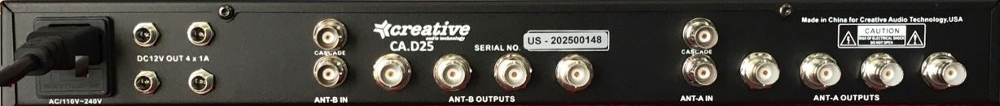 creative
audio technology
CA.D25
SERIAL NO. US - 202500148
Made in China for Creative Audio Technology,USA
CAUTION
RISK OF ELECTRICAL SHOCK
DO NOT OPEN
DC12V OUT 4 x 1A
CASCADE
CASCADE
AC/110V~240V
ANT-B IN
ANT-B OUTPUTS
ANT-A IN
ANT-A OUTPUTS